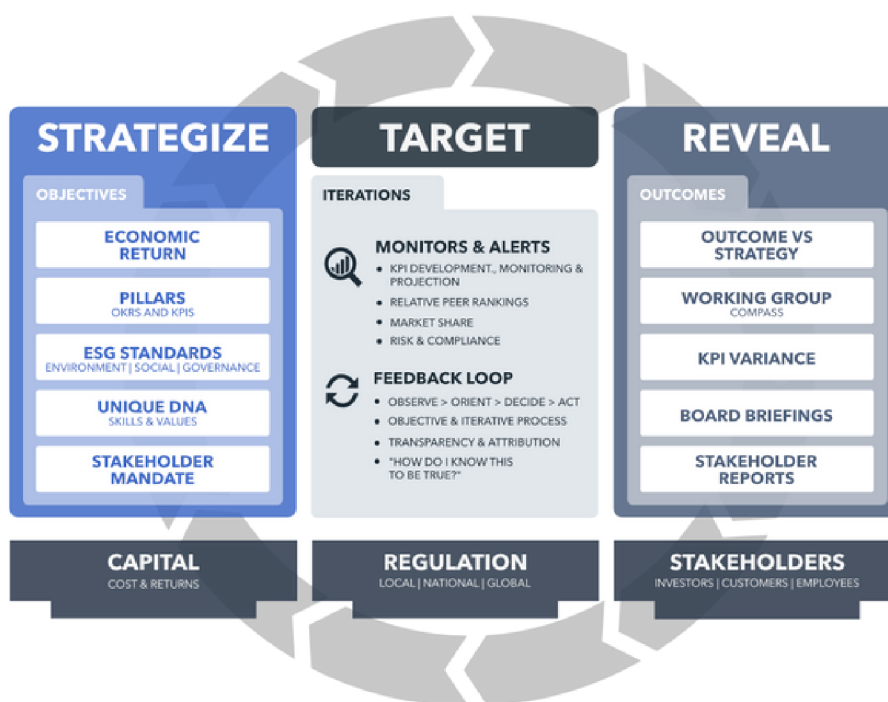 STRATEGIZE
OBJECTIVES
ECONOMIC
RETURN
PILLARS
OKRS AND KPIS
ESG STANDARDS
ENVIRONMENT | SOCIAL | GOVERNANCE
UNIQUE DNA
SKILLS & VALUES
STAKEHOLDER
MANDATE
TARGET
ITERATIONS
MONITORS & ALERTS
• KPI DEVELOPMENT., MONITORING &
PROJECTION
• RELATIVE PEER RANKINGS
• MARKET SHARE
• RISK & COMPLIANCE
FEEDBACK LOOP
• OBSERVE > ORIENT > DECIDE > ACT
• OBJECTIVE & ITERATIVE PROCESS
• TRANSPARENCY & ATTRIBUTION
• "HOW DO I KNOW THIS
TO BE TRUE?"
REVEAL
OUTCOMES
OUTCOME VS
STRATEGY
WORKING GROUP
COMPASS
KPI VARIANCE
BOARD BRIEFINGS
STAKEHOLDER
REPORTS
CAPITAL
COST & RETURNS
REGULATION
LOCAL | NATIONAL | GLOBAL
STAKEHOLDERS
INVESTORS | CUSTOMERS | EMPLOYEES